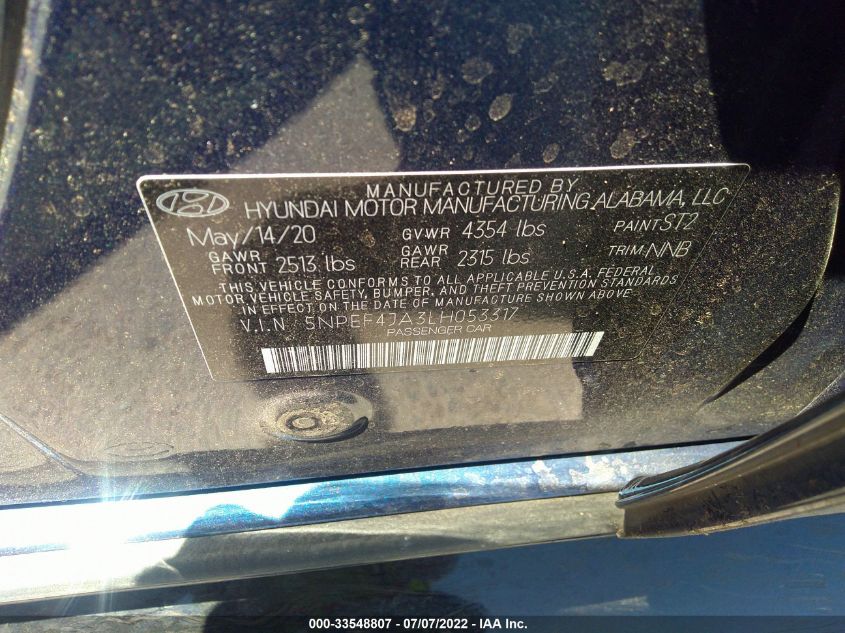 MANUFACTURED BY
HYUNDAI MOTOR MANUFACTURING ALABAMA, LLC
May/14/20 GVWR 4354 lbs PAINT ST2
GAWR FRONT 2513 lbs GAWR REAR 2315 lbs TRIM NNB
THIS VEHICLE CONFORMS TO ALL APPLICABLE U.S.A. FEDERAL
MOTOR VEHICLE SAFETY, BUMPER, AND THEFT PREVENTION STANDARDS
IN EFFECT ON THE DATE OF MANUFACTURE SHOWN ABOVE.
V.I.N 5NPEF4JA3LH053317
PASSENGER CAR
000-33548807 / 07/07/2022 - IAA Inc.